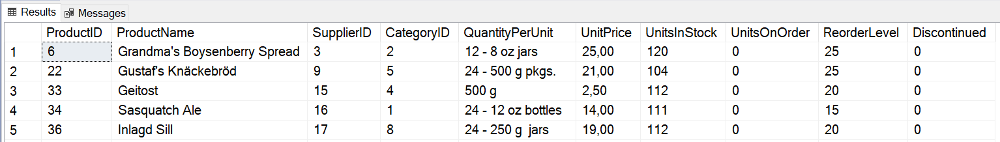 Results Messages
ProductID ProductName SupplierID CategoryID QuantityPerUnit UnitPrice UnitsInStock UnitsOnOrder ReorderLevel Discontinued
1 6 Grandma's Boysenberry Spread 3 2 12 - 8 oz jars 25,00 120 0 25 0
2 22 Gustaf's Knäckebröd 9 5 24 - 500 g pkgs. 21,00 104 0 25 0
3 33 Geitost 15 4 500 g 2,50 112 0 20 0
4 34 Sasquatch Ale 16 1 24 - 12 oz bottles 14,00 111 0 15 0
5 36 Inlagd Sill 17 8 24 - 250 g  jars 19,00 112 0 20 0